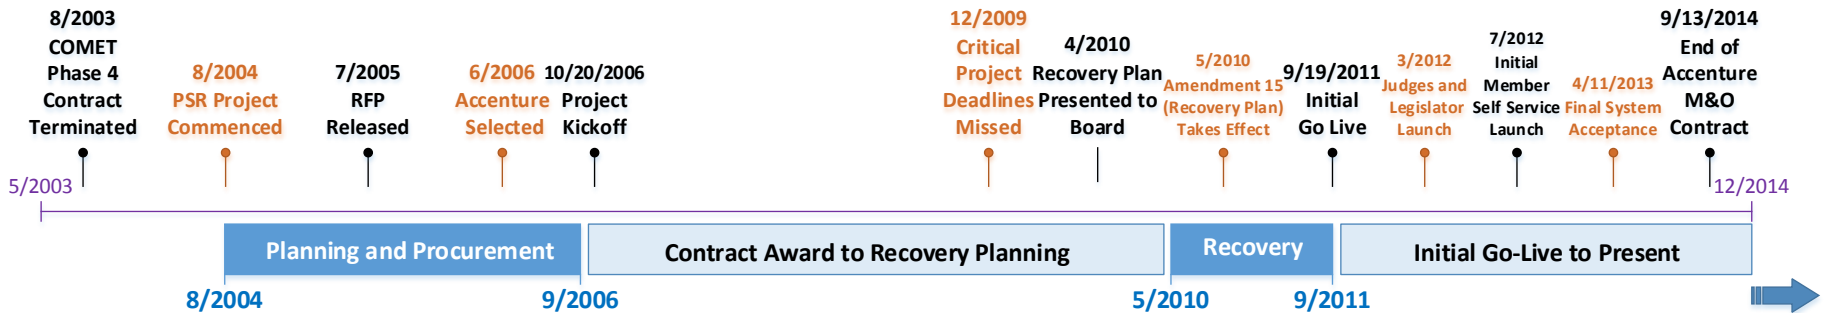 8/2003
COMET
Phase 4
Contract
Terminated
8/2004
PSR Project
Commenced
7/2005
RFP
Released
6/2006
Accenture
Selected
10/20/2006
Project
Kickoff
12/2009
Critical
Project
Deadlines
Missed
4/2010
Recovery Plan
Presented to
Board
5/2010
Amendment 15
(Recovery Plan)
Takes Effect
9/19/2011
Initial
Go Live
3/2012
Judges and
Legislator
Launch
7/2012
Initial
Member
Self Service
Launch
4/11/2013
Final System
Acceptance
9/13/2014
End of
Accenture
M&O
Contract
5/2003
12/2014
Planning and Procurement
Contract Award to Recovery Planning
Recovery
Initial Go-Live to Present
8/2004
9/2006
5/2010
9/2011